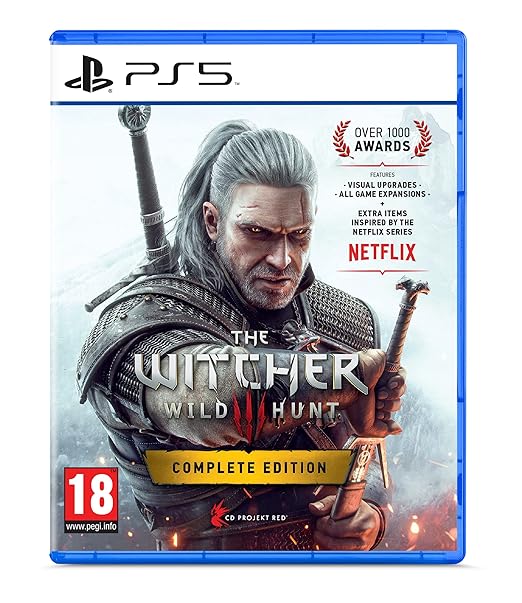 PS5
OVER 1000
AWARDS
FEATURES
- VISUAL UPGRADES -
- ALL GAME EXPANSIONS -
+
EXTRA ITEMS
INSPIRED BY THE
NETFLIX SERIES
NETFLIX
THE
WITCHER
WILD III HUNT
COMPLETE EDITION
18
www.pegi.info
CD PROJEKT RED®